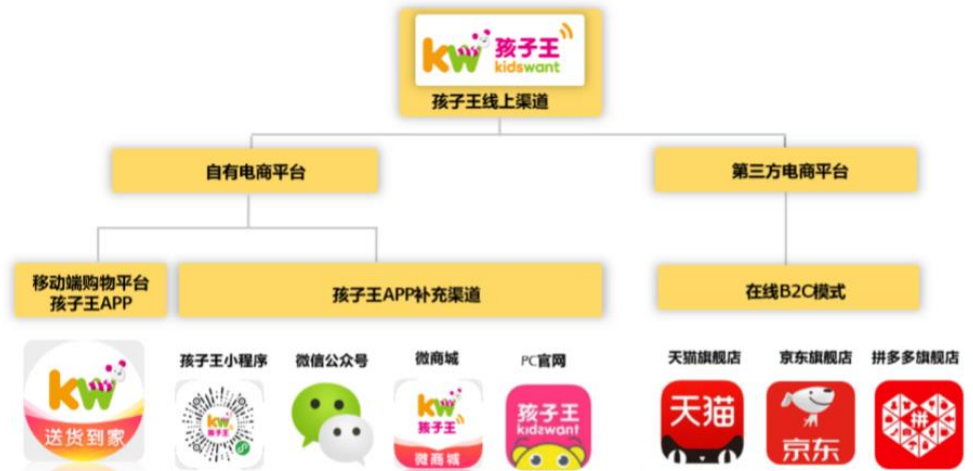 kw 孩子王
kidswant
孩子王线上渠道
自有电商平台
第三方电商平台
移动端购物平台
孩子王APP
孩子王APP补充渠道
在线B2C模式
孩子王小程序
微信公众号
微商城
PC官网
天猫旗舰店
京东旗舰店
拼多多旗舰店
kw
送货到家
kw
孩子王
kw
孩子王
微商城
孩子王
kidswant
天猫
京东
拼